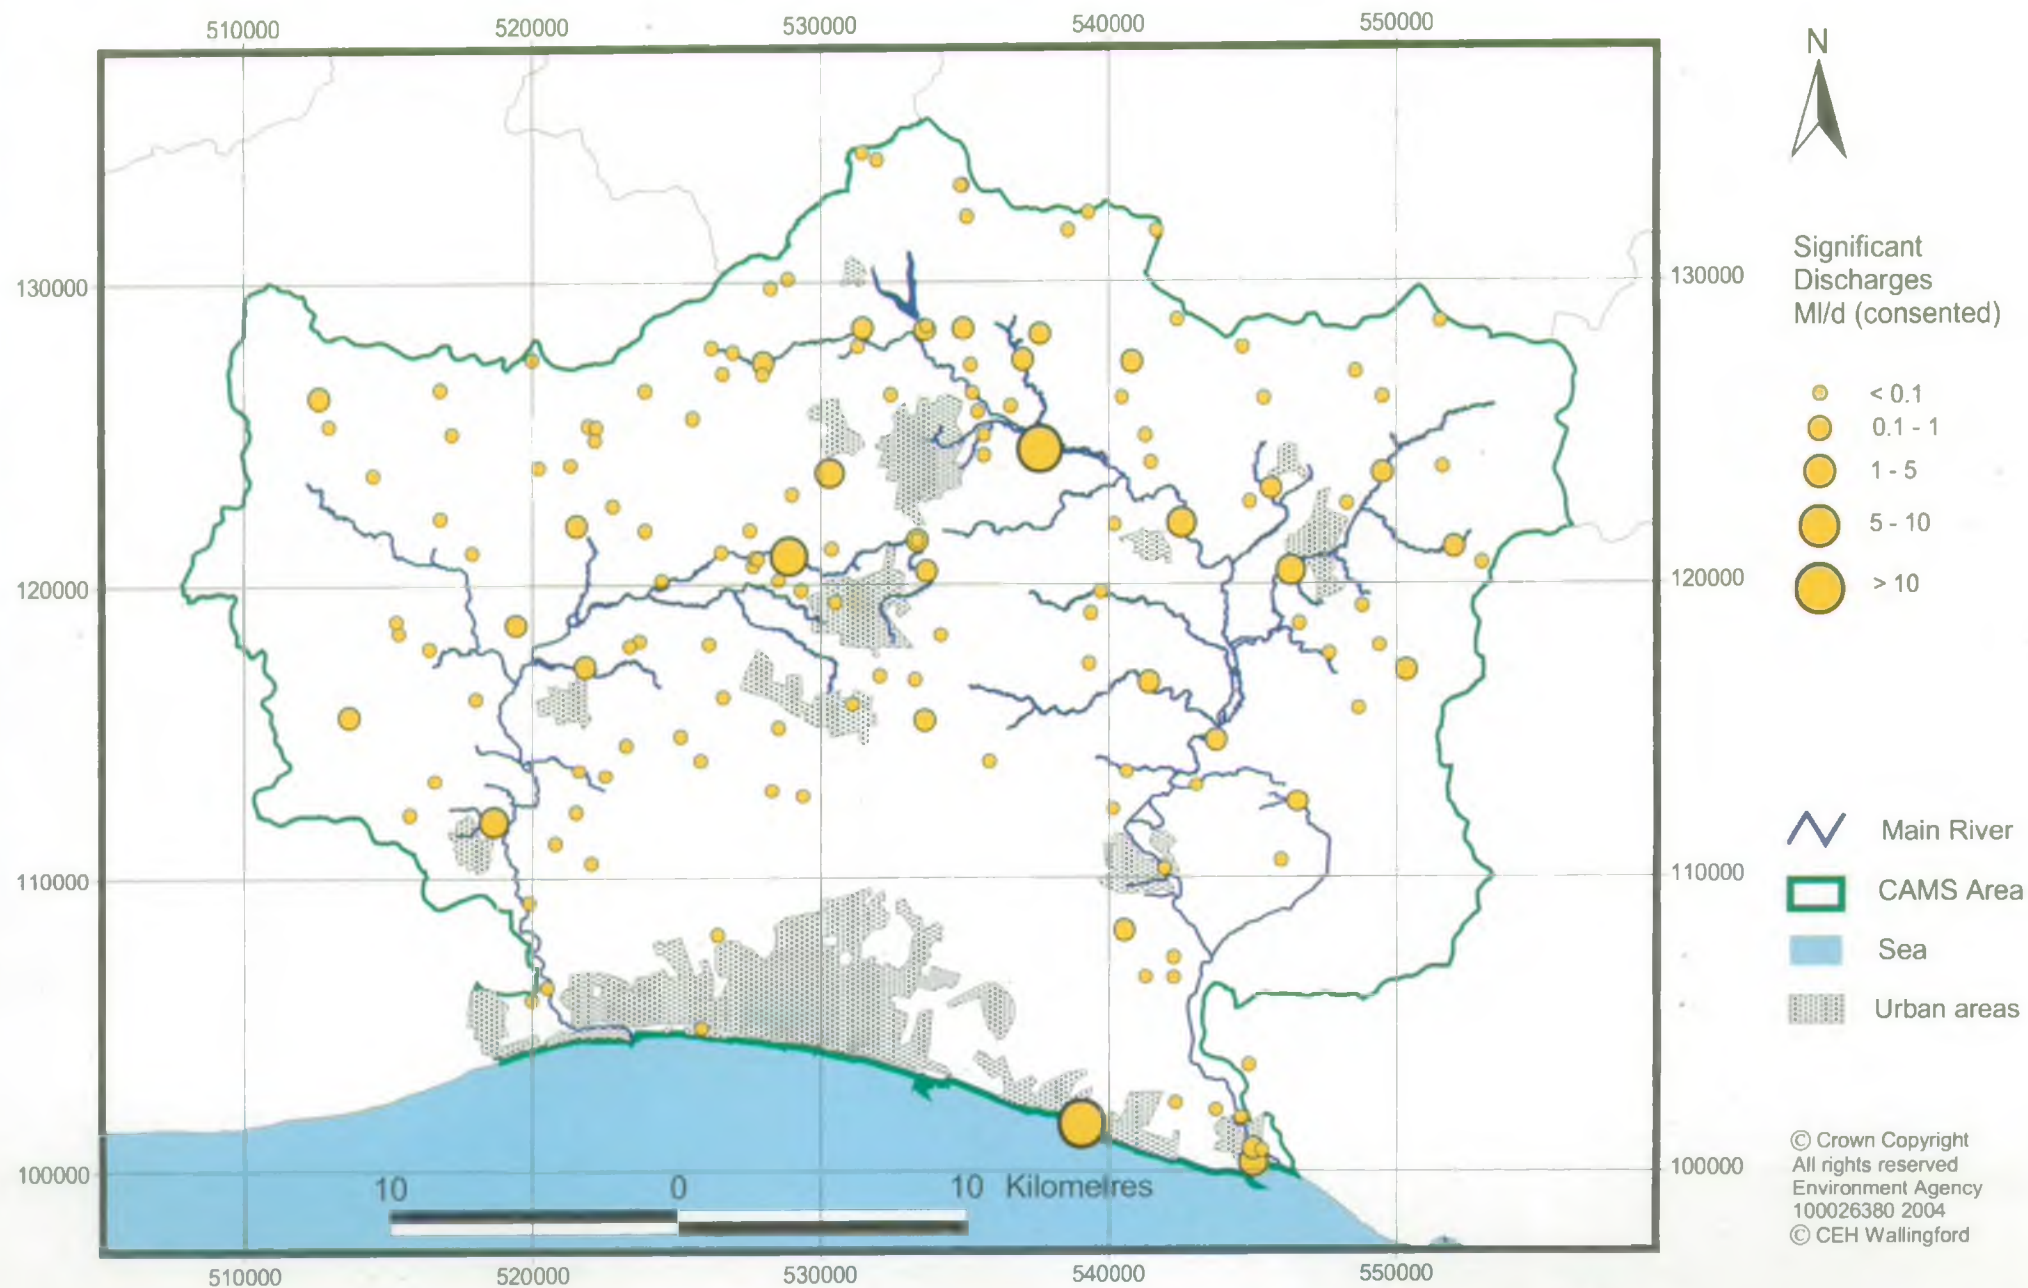 510000 520000 530000 540000 550000
N
130000 130000
Significant
Discharges
Ml/d (consented)
< 0.1
0.1 - 1
1 - 5
5 - 10
> 10
120000 120000
Main River
CAMS Area
Sea
Urban areas
110000 110000
100000 100000
10 0 10 Kilometres
© Crown Copyright
All rights reserved
Environment Agency
100026380 2004
© CEH Wallingford
510000 520000 530000 540000 550000